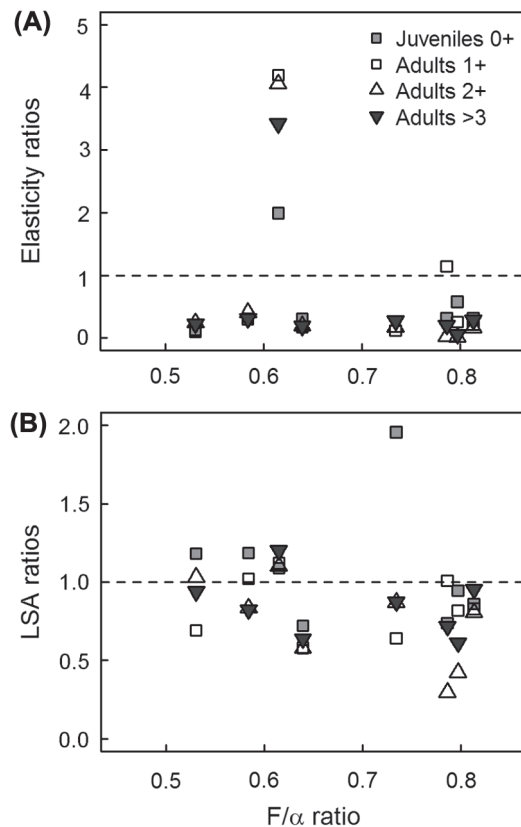 (A)
5
4
3
2
1
0
Elasticity ratios
Juveniles 0+
Adults 1+
Adults 2+
Adults >3
0.5 0.6 0.7 0.8
(B)
2.0
1.5
1.0
0.5
0.0
LSA ratios
0.5 0.6 0.7 0.8
F/α ratio